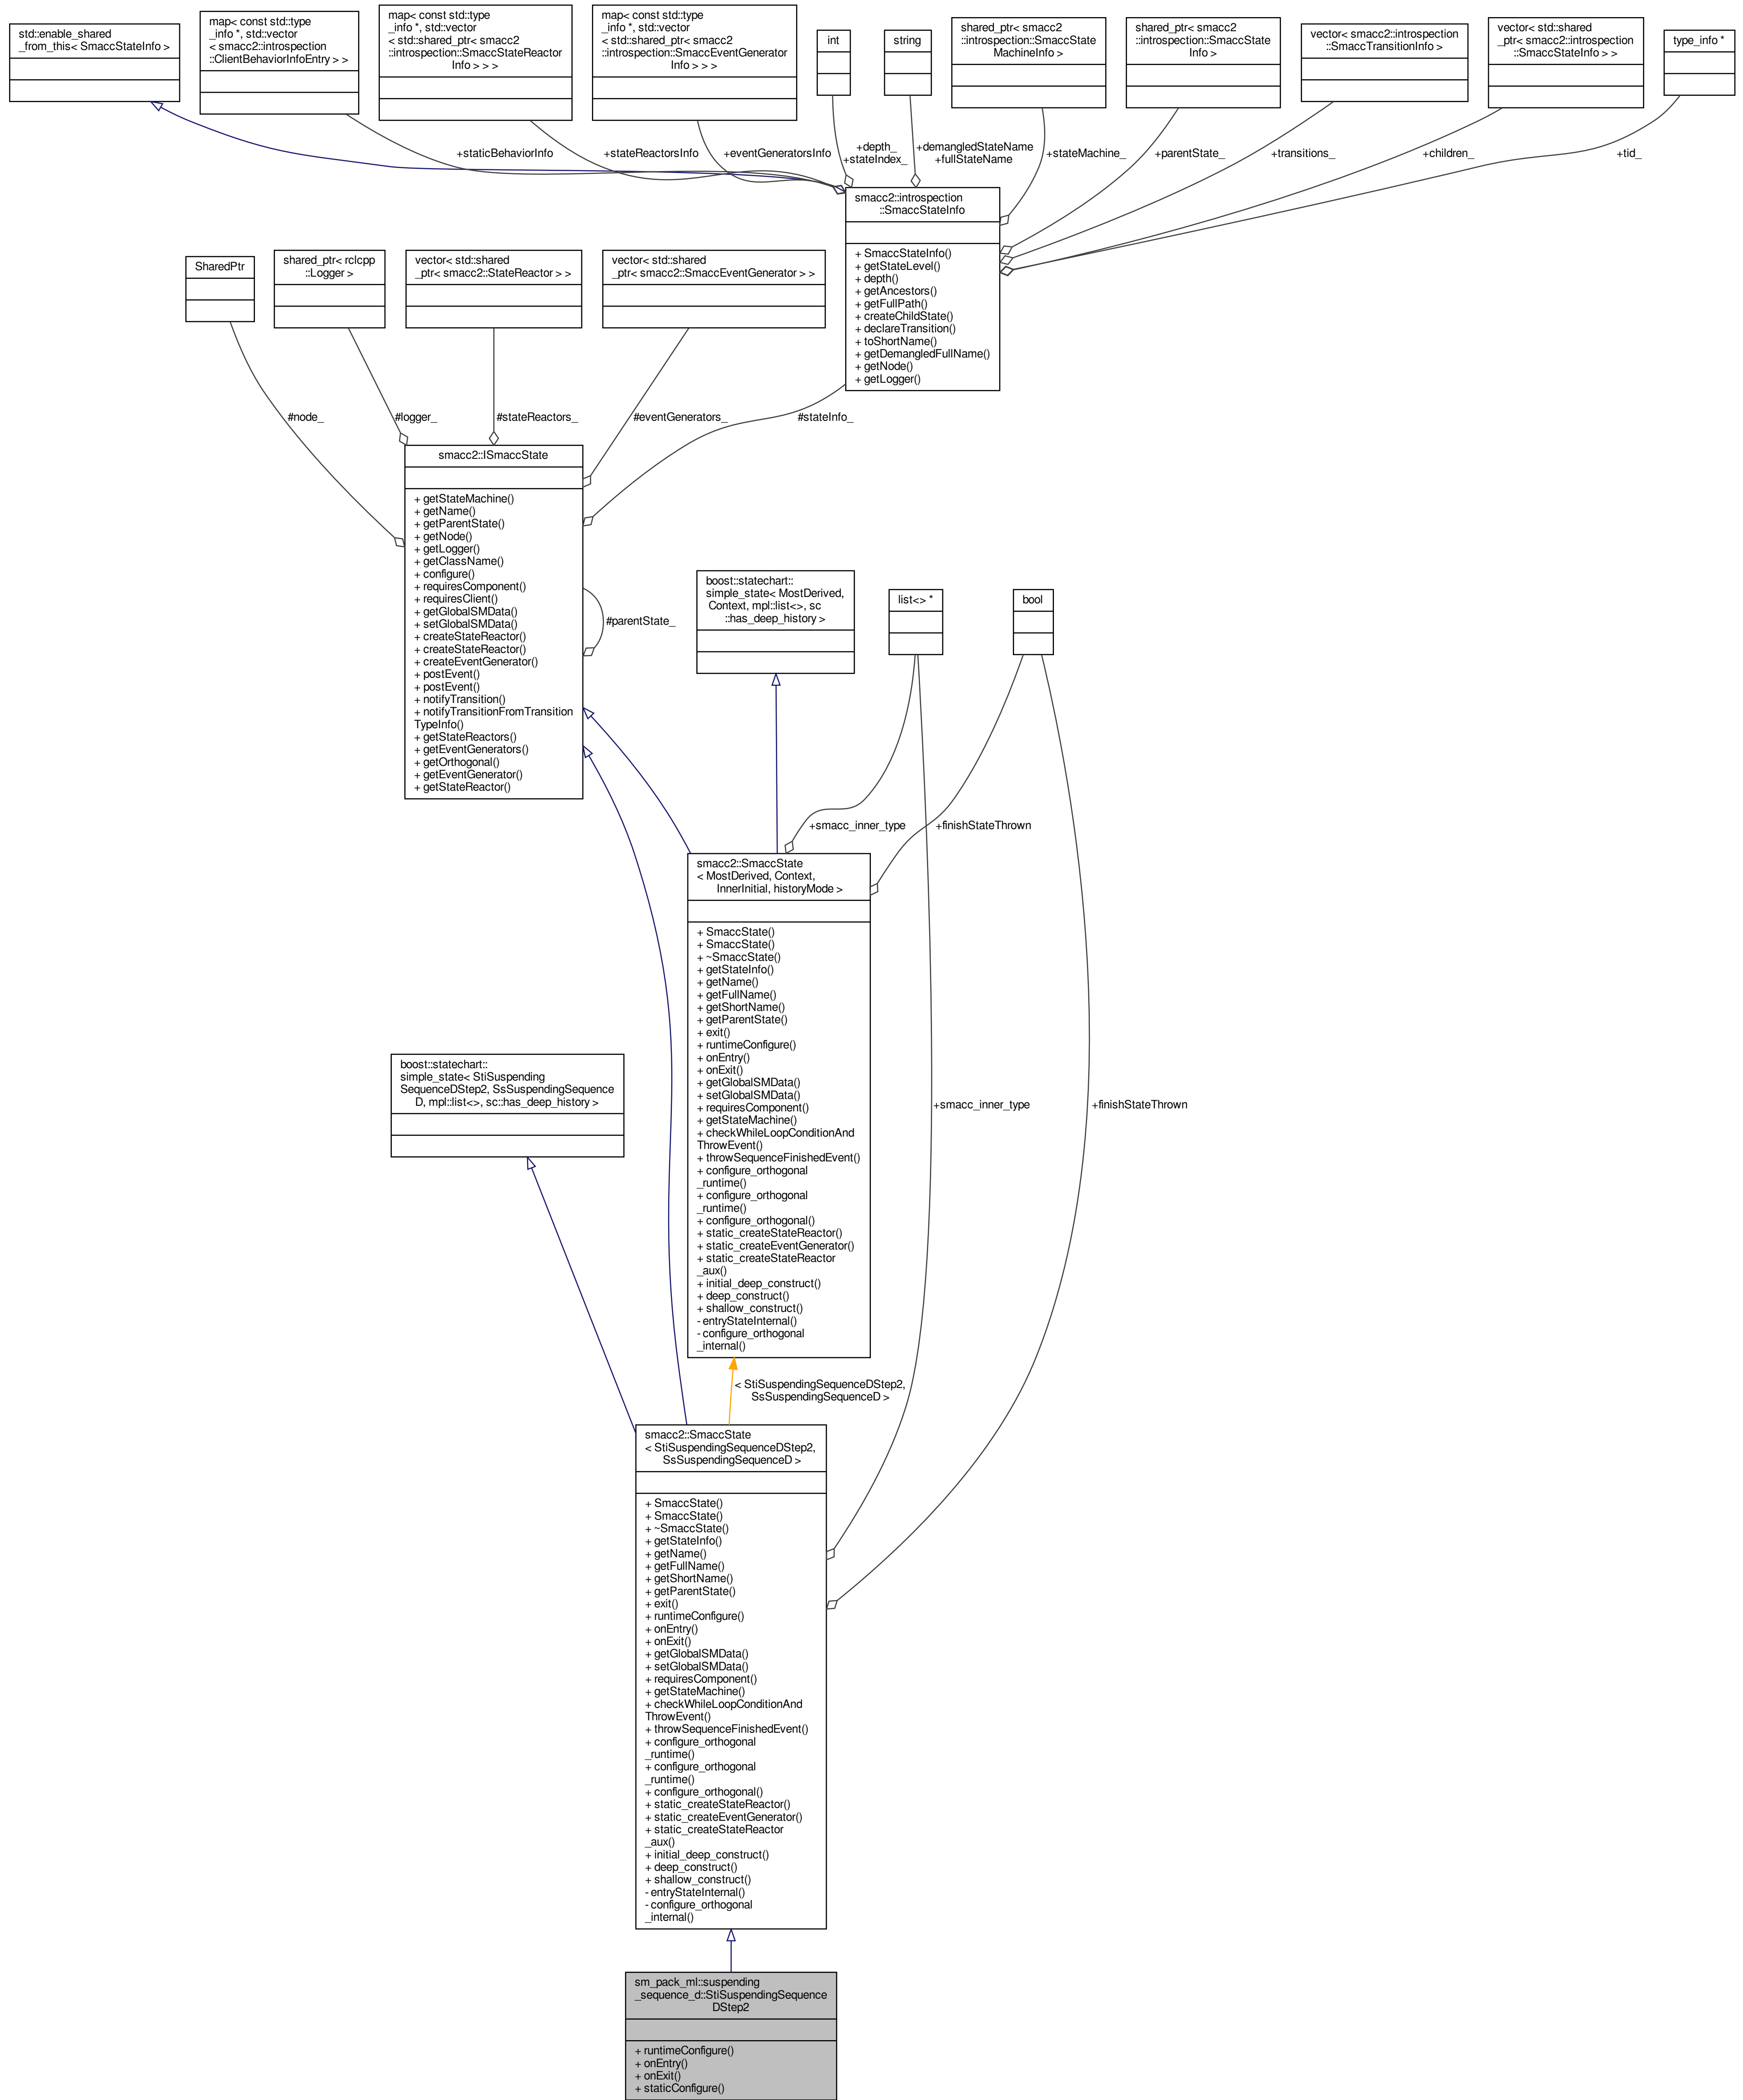 std::enable_shared
_from_this< SmaccStateInfo >
map< const std::type
_info *, std::vector
< smacc2::introspection
::ClientBehaviorInfoEntry > >
map< const std::type
_info *, std::vector
< std::shared_ptr< smacc2
::introspection::SmaccStateReactor
Info > > >
map< const std::type
_info *, std::vector
< std::shared_ptr< smacc2
::introspection::SmaccEventGenerator
Info > > >
int
string
shared_ptr< smacc2
::introspection::SmaccState
MachineInfo >
shared_ptr< smacc2
::introspection::SmaccState
Info >
vector< smacc2::introspection
::SmaccTransitionInfo >
vector< std::shared
_ptr< smacc2::introspection
::SmaccStateInfo > >
type_info *
+staticBehaviorInfo
+stateReactorsInfo
+eventGeneratorsInfo
+depth_
+stateIndex_
+demangledStateName
+fullStateName
+stateMachine_
+parentState_
+transitions_
+children_
+tid_
smacc2::introspection
::SmaccStateInfo
+ SmaccStateInfo()
+ getStateLevel()
+ depth()
+ getAncestors()
+ getFullPath()
+ createChildState()
+ declareTransition()
+ toShortName()
+ getDemangledFullName()
+ getNode()
+ getLogger()
SharedPtr
shared_ptr< rclcpp
::Logger >
vector< std::shared
_ptr< smacc2::StateReactor > >
vector< std::shared
_ptr< smacc2::SmaccEventGenerator > >
#node_
#logger_
#stateReactors_
#eventGenerators_
#stateInfo_
smacc2::ISmaccState
+ getStateMachine()
+ getName()
+ getParentState()
+ getNode()
+ getLogger()
+ getClassName()
+ configure()
+ requiresComponent()
+ requiresClient()
+ getGlobalSMData()
+ setGlobalSMData()
+ createStateReactor()
+ createStateReactor()
+ createEventGenerator()
+ postEvent()
+ postEvent()
+ notifyTransition()
+ notifyTransitionFromTransition
TypeInfo()
+ getStateReactors()
+ getEventGenerators()
+ getOrthogonal()
+ getEventGenerator()
+ getStateReactor()
#parentState_
boost::statechart::
simple_state< MostDerived,
Context, mpl::list<>, sc
::has_deep_history >
list<> *
bool
+smacc_inner_type
+finishStateThrown
smacc2::SmaccState
< MostDerived, Context,
InnerInitial, historyMode >
+ SmaccState()
+ SmaccState()
+ ~SmaccState()
+ getStateInfo()
+ getName()
+ getFullName()
+ getShortName()
+ getParentState()
+ exit()
+ runtimeConfigure()
+ onEntry()
+ onExit()
+ getGlobalSMData()
+ setGlobalSMData()
+ requiresComponent()
+ getStateMachine()
+ checkWhileLoopConditionAnd
ThrowEvent()
+ throwSequenceFinishedEvent()
+ configure_orthogonal
_runtime()
+ configure_orthogonal
_runtime()
+ configure_orthogonal()
+ static_createStateReactor()
+ static_createEventGenerator()
+ static_createStateReactor
_aux()
+ initial_deep_construct()
+ deep_construct()
+ shallow_construct()
- entryStateInternal()
- configure_orthogonal
_internal()
boost::statechart::
simple_state< StiSuspending
SequenceDStep2, SsSuspendingSequence
D, mpl::list<>, sc::has_deep_history >
+smacc_inner_type
+finishStateThrown
< StiSuspendingSequenceDStep2,
SsSuspendingSequenceD >
smacc2::SmaccState
< StiSuspendingSequenceDStep2,
SsSuspendingSequenceD >
+ SmaccState()
+ SmaccState()
+ ~SmaccState()
+ getStateInfo()
+ getName()
+ getFullName()
+ getShortName()
+ getParentState()
+ exit()
+ runtimeConfigure()
+ onEntry()
+ onExit()
+ getGlobalSMData()
+ setGlobalSMData()
+ requiresComponent()
+ getStateMachine()
+ checkWhileLoopConditionAnd
ThrowEvent()
+ throwSequenceFinishedEvent()
+ configure_orthogonal
_runtime()
+ configure_orthogonal
_runtime()
+ configure_orthogonal()
+ static_createStateReactor()
+ static_createEventGenerator()
+ static_createStateReactor
_aux()
+ initial_deep_construct()
+ deep_construct()
+ shallow_construct()
- entryStateInternal()
- configure_orthogonal
_internal()
sm_pack_ml::suspending
_sequence_d::StiSuspendingSequence
DStep2
+ runtimeConfigure()
+ onEntry()
+ onExit()
+ staticConfigure()